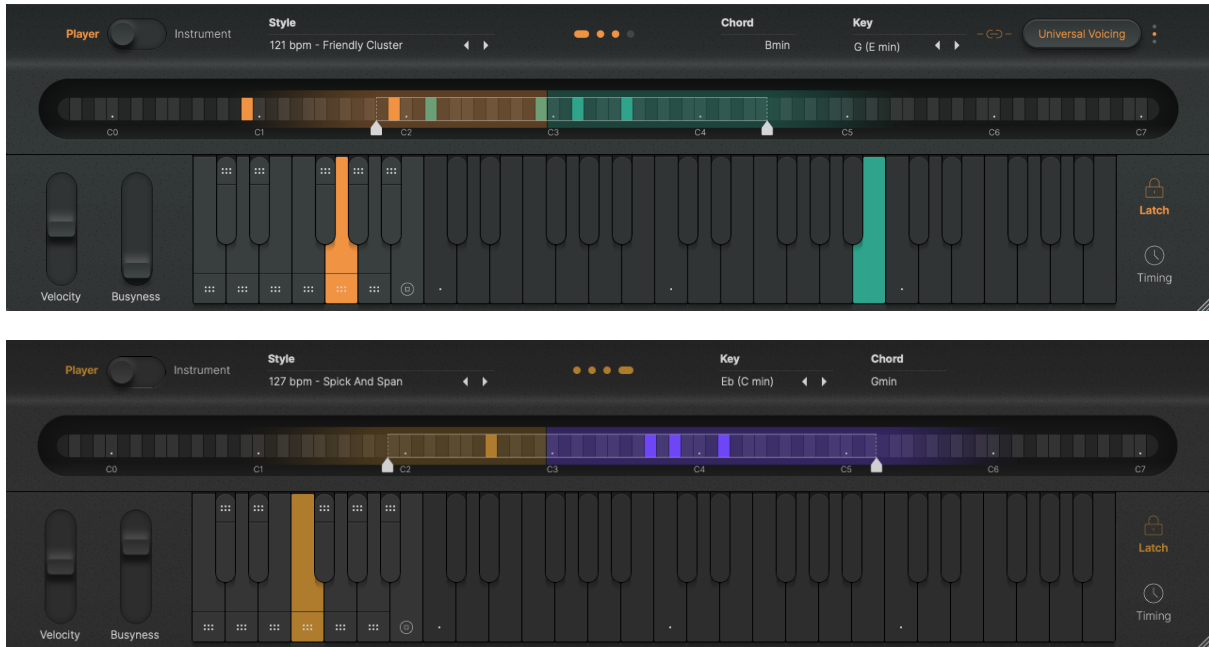 Style Chord Key
Player Instrument 121 bpm - Friendly Cluster Bmin G (E min) Universal Voicing
C0 C1 C2 C3 C4 C5 C6 C7
Latch
Timing
Velocity Busyness
Style Key Chord
Player Instrument 127 bpm - Spick And Span Eb (C min) Gmin
C0 C1 C2 C3 C4 C5 C6 C7
Latch
Timing
Velocity Busyness